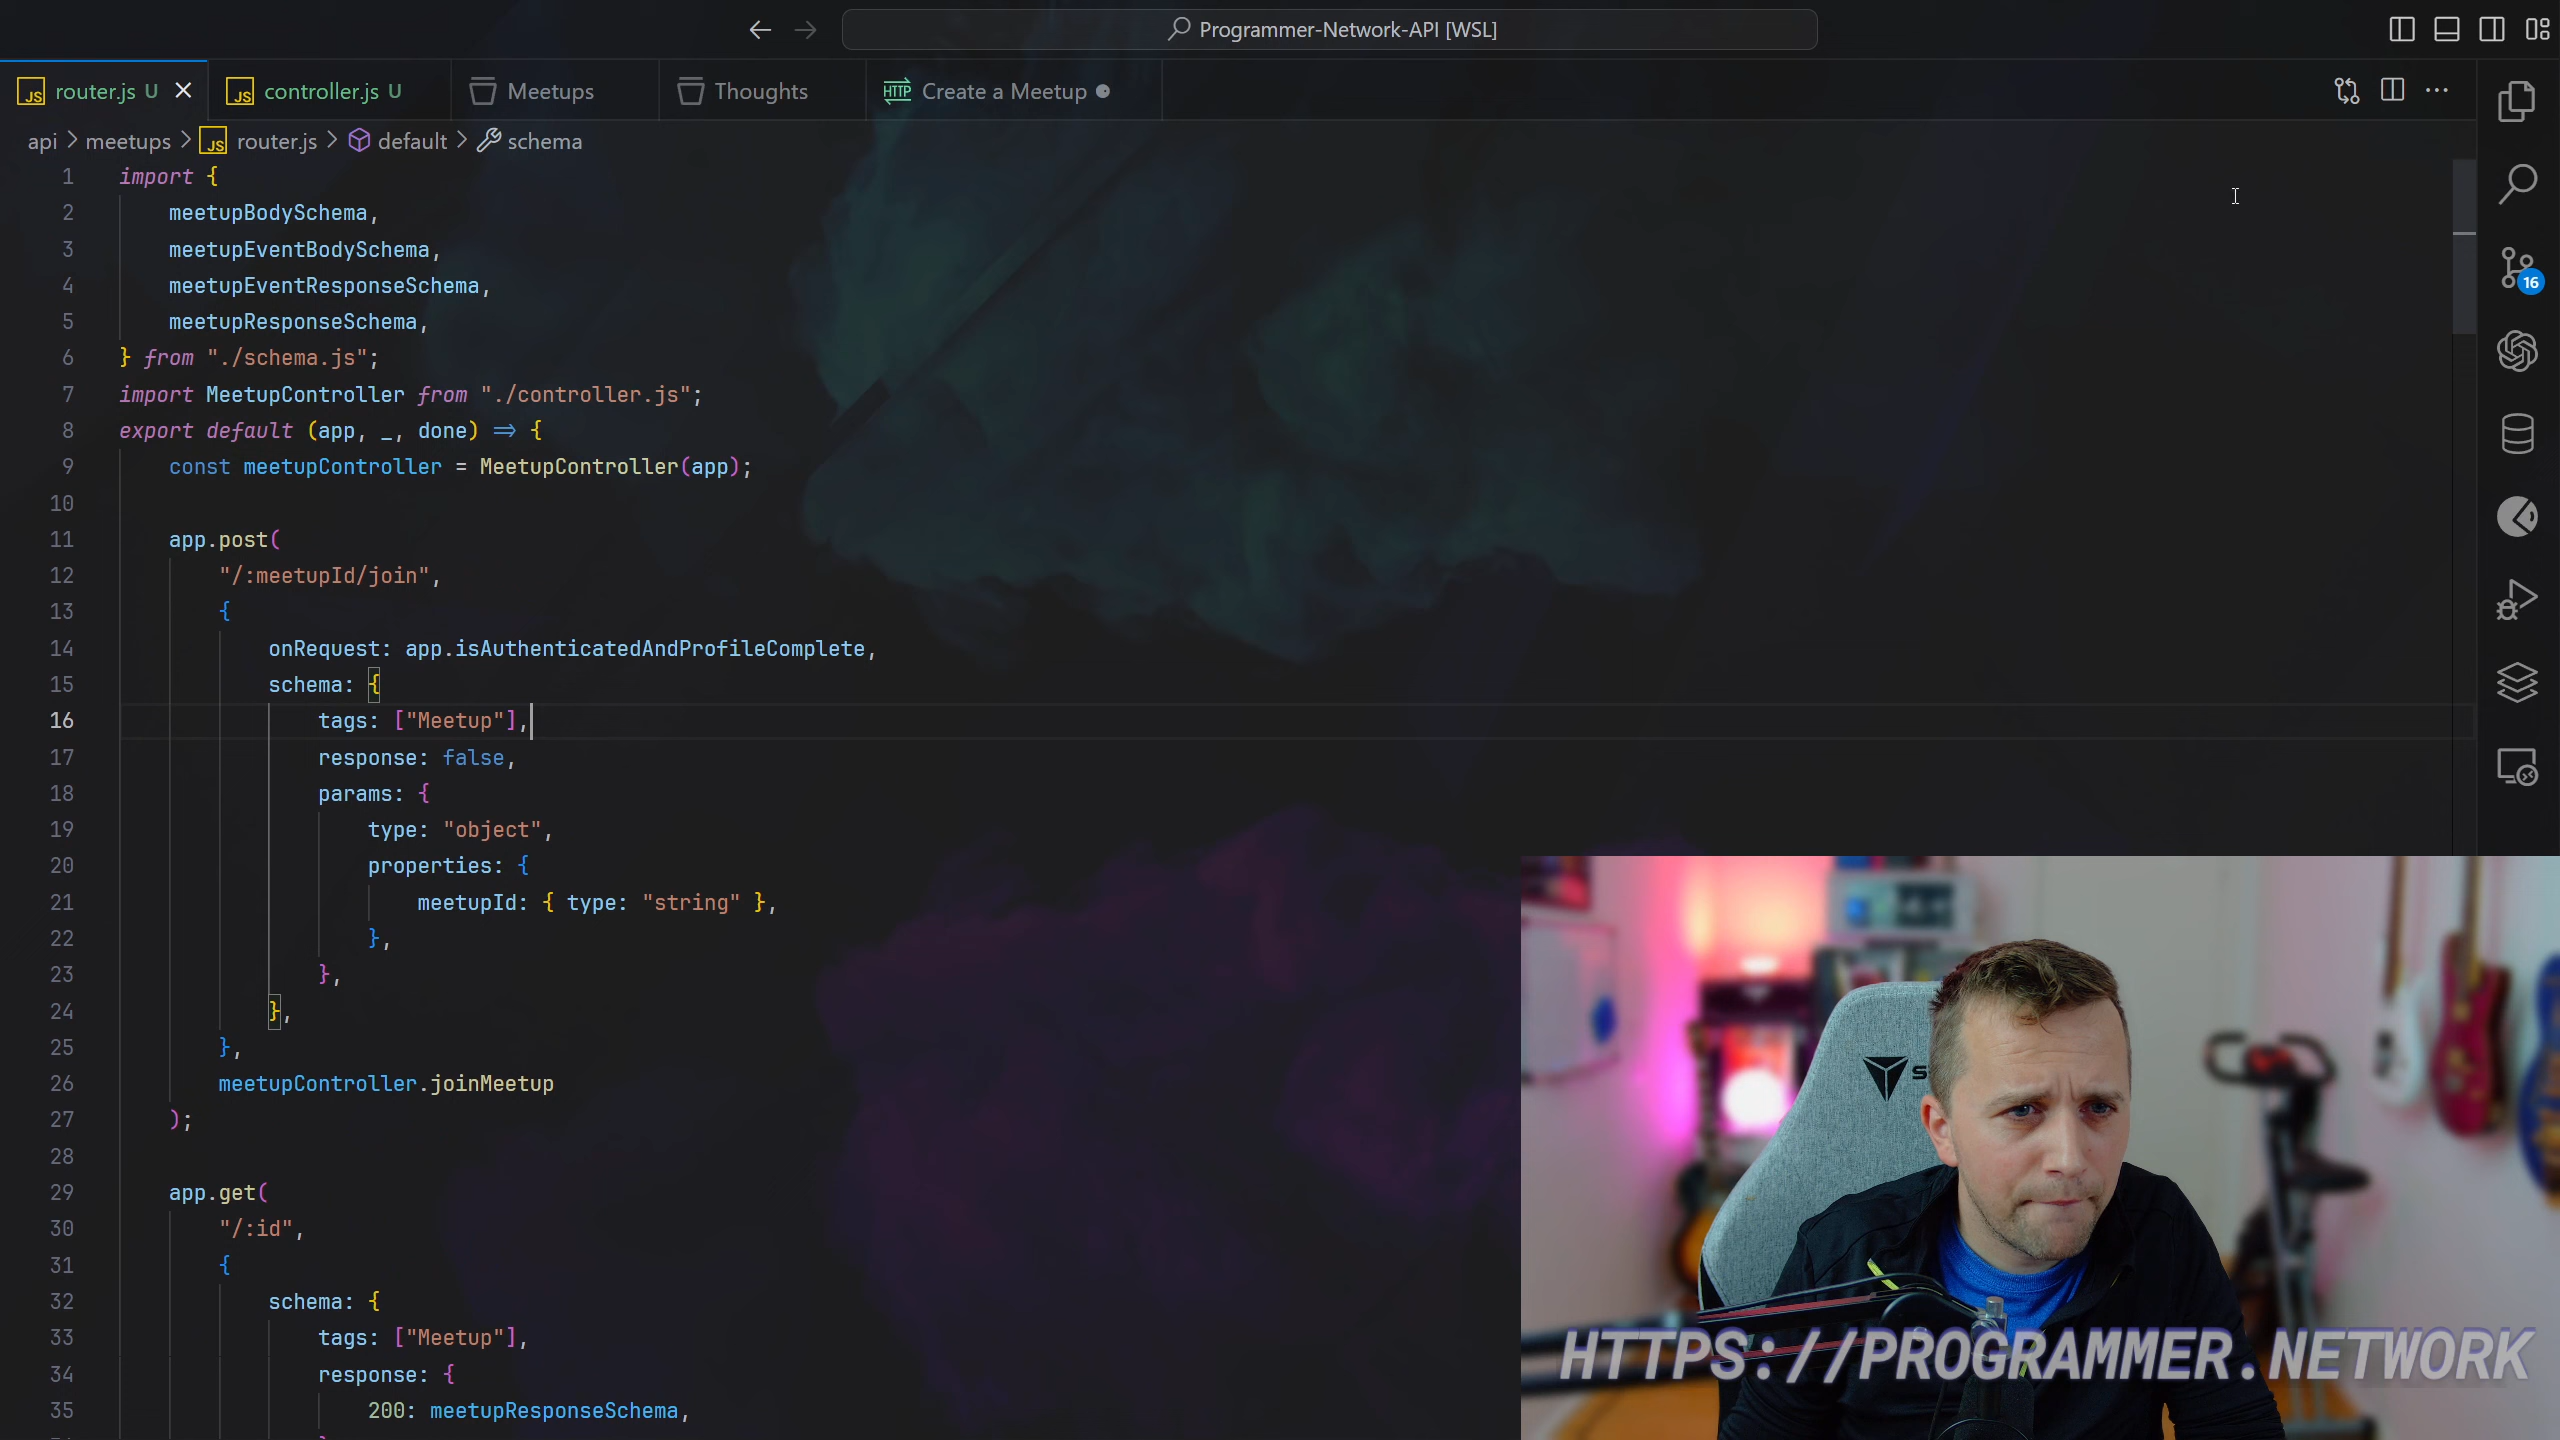 Programmer-Network-API [WSL]
JS router.js U
JS controller.js U
Meetups
Thoughts
HTTP Create a Meetup
api > meetups > JS router.js > default > schema
1 import {
2 meetupBodySchema,
3 meetupEventBodySchema,
4 meetupEventResponseSchema,
5 meetupResponseSchema,
6 } from "./schema.js";
7 import MeetupController from "./controller.js";
8 export default (app, _, done) => {
9 const meetupController = MeetupController(app);
10
11 app.post(
12 "/:meetupId/join",
13 {
14 onRequest: app.isAuthenticatedAndProfileComplete,
15 schema: {
16 tags: ["Meetup"],
17 response: false,
18 params: {
19 type: "object",
20 properties: {
21 meetupId: { type: "string" },
22 },
23 },
24 },
25 },
26 meetupController.joinMeetup
27 );
28
29 app.get(
30 "/:id",
31 {
32 schema: {
33 tags: ["Meetup"],
34 response: {
35 200: meetupResponseSchema,
16
S
HTTPS://PROGRAMMER.NETWORK